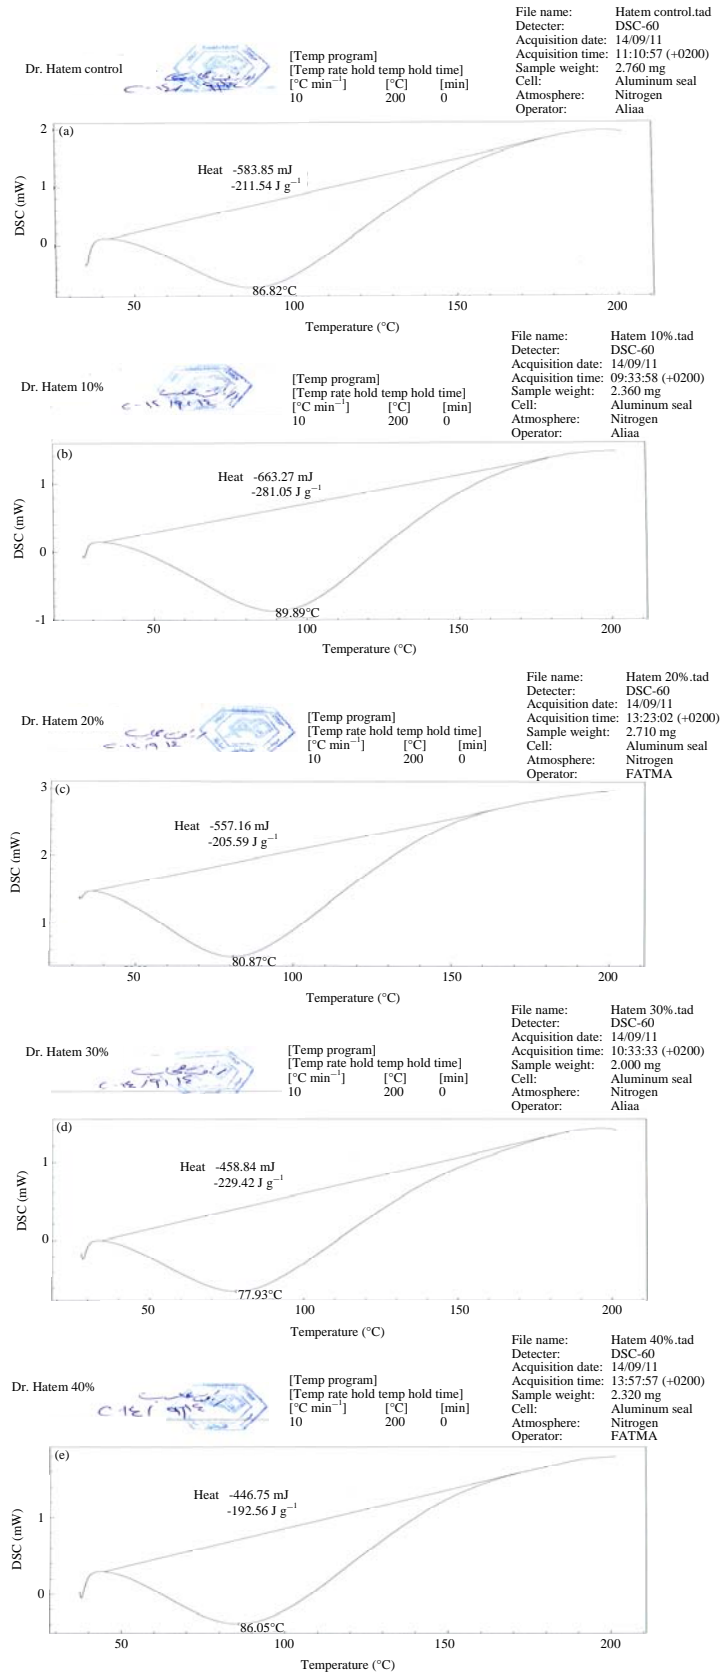 File name: Hatem control.tad
Detecter: DSC-60
Acquisition date: 14/09/11
Acquisition time: 11:10:57 (+0200)
Sample weight: 2.760 mg
Cell: Aluminum seal
Atmosphere: Nitrogen
Operator: Aliaa
Dr. Hatem control
[Temp program]
[Temp rate hold temp hold time]
[°C min⁻¹] [°C] [min]
10 200 0
(a)
Heat -583.85 mJ
-211.54 J g⁻¹
86.82°C
DSC (mW)
2
1
0
50 100 150 200
Temperature (°C)
File name: Hatem 10%.tad
Detecter: DSC-60
Acquisition date: 14/09/11
Acquisition time: 09:33:58 (+0200)
Sample weight: 2.360 mg
Cell: Aluminum seal
Atmosphere: Nitrogen
Operator: Aliaa
Dr. Hatem 10%
[Temp program]
[Temp rate hold temp hold time]
[°C min⁻¹] [°C] [min]
10 200 0
(b)
Heat -663.27 mJ
-281.05 J g⁻¹
89.89°C
DSC (mW)
1
0
-1
50 100 150 200
Temperature (°C)
File name: Hatem 20%.tad
Detecter: DSC-60
Acquisition date: 14/09/11
Acquisition time: 13:23:02 (+0200)
Sample weight: 2.710 mg
Cell: Aluminum seal
Atmosphere: Nitrogen
Operator: FATMA
Dr. Hatem 20%
[Temp program]
[Temp rate hold temp hold time]
[°C min⁻¹] [°C] [min]
10 200 0
(c)
Heat -557.16 mJ
-205.59 J g⁻¹
80.87°C
DSC (mW)
3
2
1
50 100 150 200
Temperature (°C)
File name: Hatem 30%.tad
Detecter: DSC-60
Acquisition date: 14/09/11
Acquisition time: 10:33:33 (+0200)
Sample weight: 2.000 mg
Cell: Aluminum seal
Atmosphere: Nitrogen
Operator: Aliaa
Dr. Hatem 30%
[Temp program]
[Temp rate hold temp hold time]
[°C min⁻¹] [°C] [min]
10 200 0
(d)
Heat -458.84 mJ
-229.42 J g⁻¹
77.93°C
DSC (mW)
1
0
50 100 150 200
Temperature (°C)
File name: Hatem 40%.tad
Detecter: DSC-60
Acquisition date: 14/09/11
Acquisition time: 13:57:57 (+0200)
Sample weight: 2.320 mg
Cell: Aluminum seal
Atmosphere: Nitrogen
Operator: FATMA
Dr. Hatem 40%
[Temp program]
[Temp rate hold temp hold time]
[°C min⁻¹] [°C] [min]
10 200 0
(e)
Heat -446.75 mJ
-192.56 J g⁻¹
86.05°C
DSC (mW)
1
0
50 100 150 200
Temperature (°C)